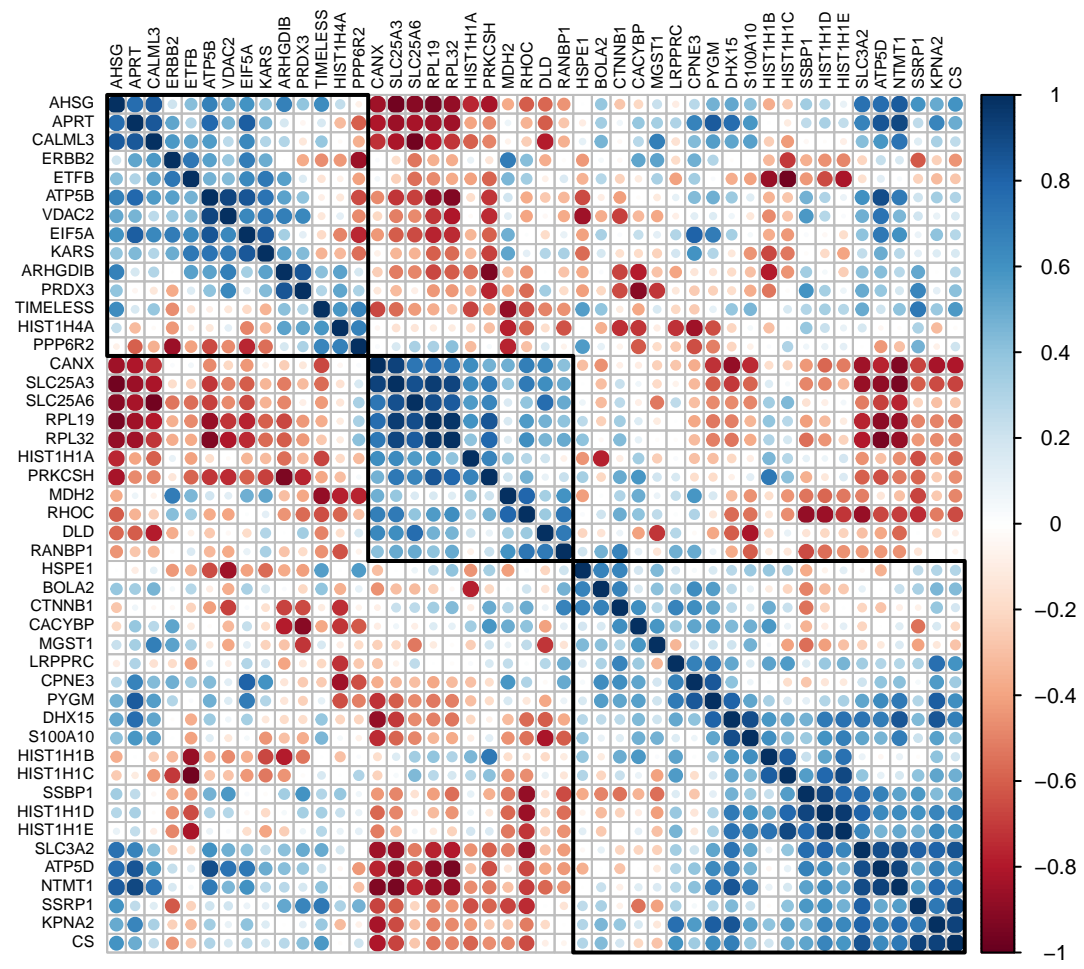 AHSG
APRT
CALML3
ERBB2
ETFB
ATP5B
VDAC2
EIF5A
KARS
ARHGDIB
PRDX3
TIMELESS
HIST1H4A
PPP6R2
CANX
SLC25A3
SLC25A6
RPL19
RPL32
HIST1H1A
PRKCSH
MDH2
RHOC
DLD
RANBP1
HSPE1
BOLA2
CTNNB1
CACYBP
MGST1
LRPPRC
CPNE3
PYGM
DHX15
S100A10
HIST1H1B
HIST1H1C
SSBP1
HIST1H1D
HIST1H1E
SLC3A2
ATP5D
NTMT1
SSRP1
KPNA2
CS
AHSG
APRT
CALML3
ERBB2
ETFB
ATP5B
VDAC2
EIF5A
KARS
ARHGDIB
PRDX3
TIMELESS
HIST1H4A
PPP6R2
CANX
SLC25A3
SLC25A6
RPL19
RPL32
HIST1H1A
PRKCSH
MDH2
RHOC
DLD
RANBP1
HSPE1
BOLA2
CTNNB1
CACYBP
MGST1
LRPPRC
CPNE3
PYGM
DHX15
S100A10
HIST1H1B
HIST1H1C
SSBP1
HIST1H1D
HIST1H1E
SLC3A2
ATP5D
NTMT1
SSRP1
KPNA2
CS
1
0.8
0.6
0.4
0.2
0
−0.2
−0.4
−0.6
−0.8
−1